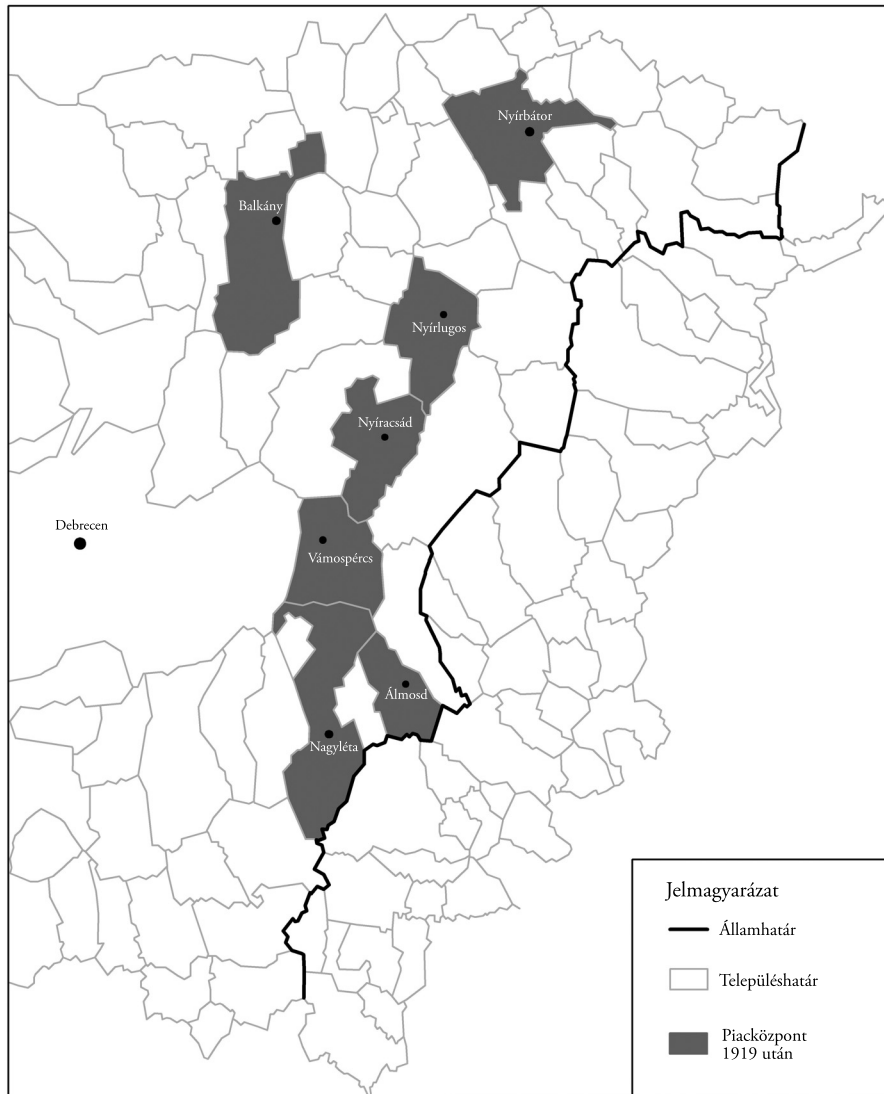 Nyírbátor
Balkány
Nyírlugos
Nyíracsád
Debrecen
Vámospércs
Álmosd
Nagyléta
Jelmagyarázat
Államhatár
Településhatár
Piacközpont
1919 után